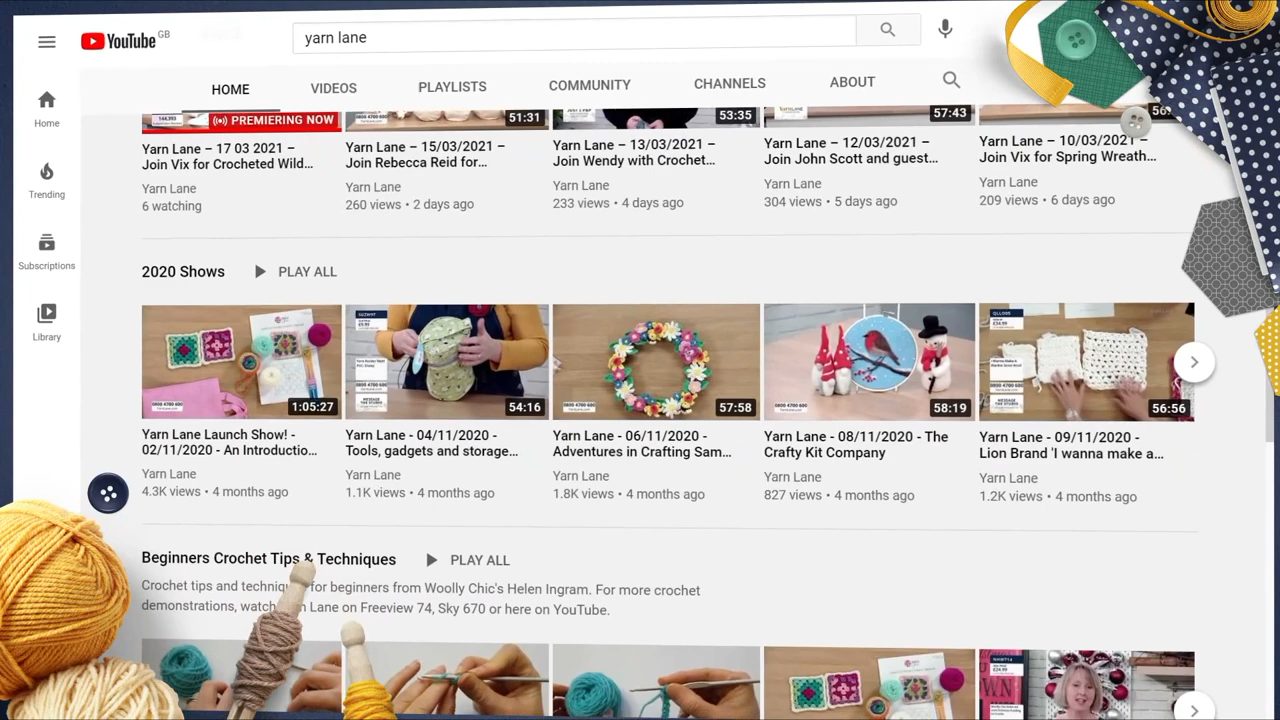 YouTube GB
yarn lane
Home
Trending
Subscriptions
Library
HOME
VIDEOS
PLAYLISTS
COMMUNITY
CHANNELS
ABOUT
PREMIERING NOW
51:31
53:35
57:43
56:
Yarn Lane – 17 03 2021 –
Join Vix for Crocheted Wild…
Yarn Lane
6 watching
Yarn Lane – 15/03/2021 –
Join Rebecca Reid for…
Yarn Lane
260 views • 2 days ago
Yarn Lane – 13/03/2021 –
Join Wendy with Crochet…
Yarn Lane
233 views • 4 days ago
Yarn Lane – 12/03/2021 –
Join John Scott and guest…
Yarn Lane
304 views • 5 days ago
Yarn Lane – 10/03/2021 –
Join Vix for Spring Wreath…
Yarn Lane
209 views • 6 days ago
2020 Shows
PLAY ALL
1:05:27
54:16
57:58
58:19
56:56
Yarn Lane Launch Show! -
02/11/2020 - An Introductio…
Yarn Lane
4.3K views • 4 months ago
Yarn Lane - 04/11/2020 -
Tools, gadgets and storage…
Yarn Lane
1.1K views • 4 months ago
Yarn Lane - 06/11/2020 -
Adventures in Crafting Sam…
Yarn Lane
1.8K views • 4 months ago
Yarn Lane - 08/11/2020 - The
Crafty Kit Company
Yarn Lane
827 views • 4 months ago
Yarn Lane - 09/11/2020 -
Lion Brand 'I wanna make a…
Yarn Lane
1.2K views • 4 months ago
Beginners Crochet Tips & Techniques
PLAY ALL
Crochet tips and techniq for beginners from Woolly Chic's Helen Ingram. For more crochet
demonstrations, watch Lane on Freeview 74, Sky 670 or here on YouTube.